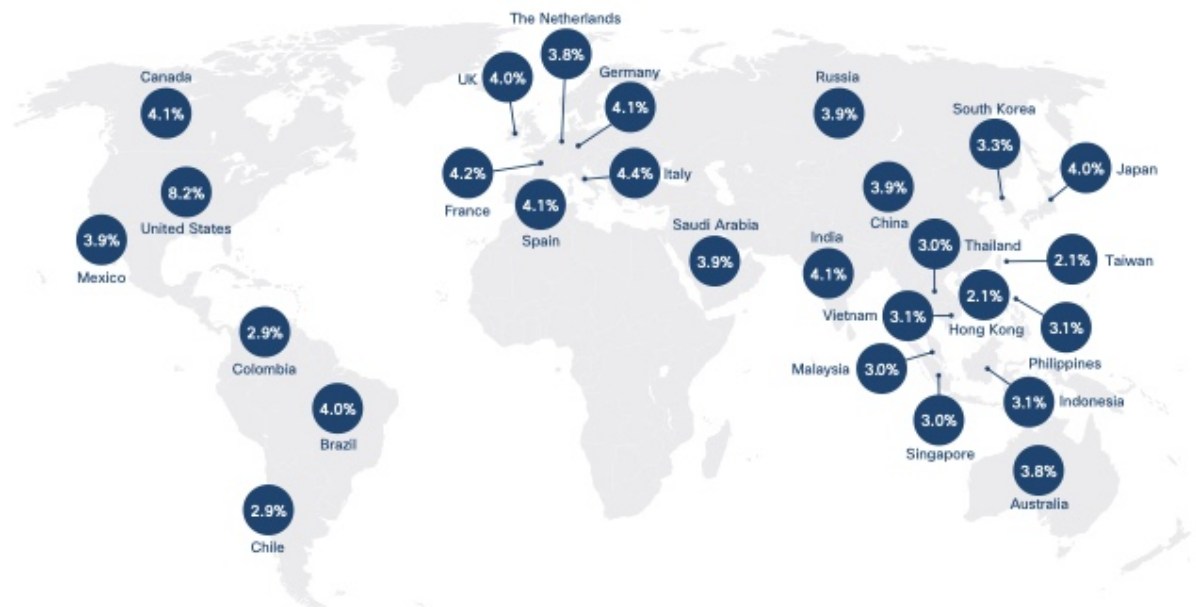 The Netherlands
3.8%
Canada
4.1%
UK 4.0%
Germany
4.1%
Russia
3.9%
South Korea
3.3%
4.0% Japan
4.2%
France
4.4% Italy
4.1%
Spain
8.2%
United States
3.9%
Mexico
3.9%
China
Saudi Arabia
3.9%
India
4.1%
3.0% Thailand
2.1% Taiwan
2.1%
Hong Kong
Vietnam 3.1%
3.1%
Philippines
2.9%
Colombia
Malaysia 3.0%
4.0%
Brazil
3.1% Indonesia
3.0%
Singapore
3.8%
Australia
2.9%
Chile